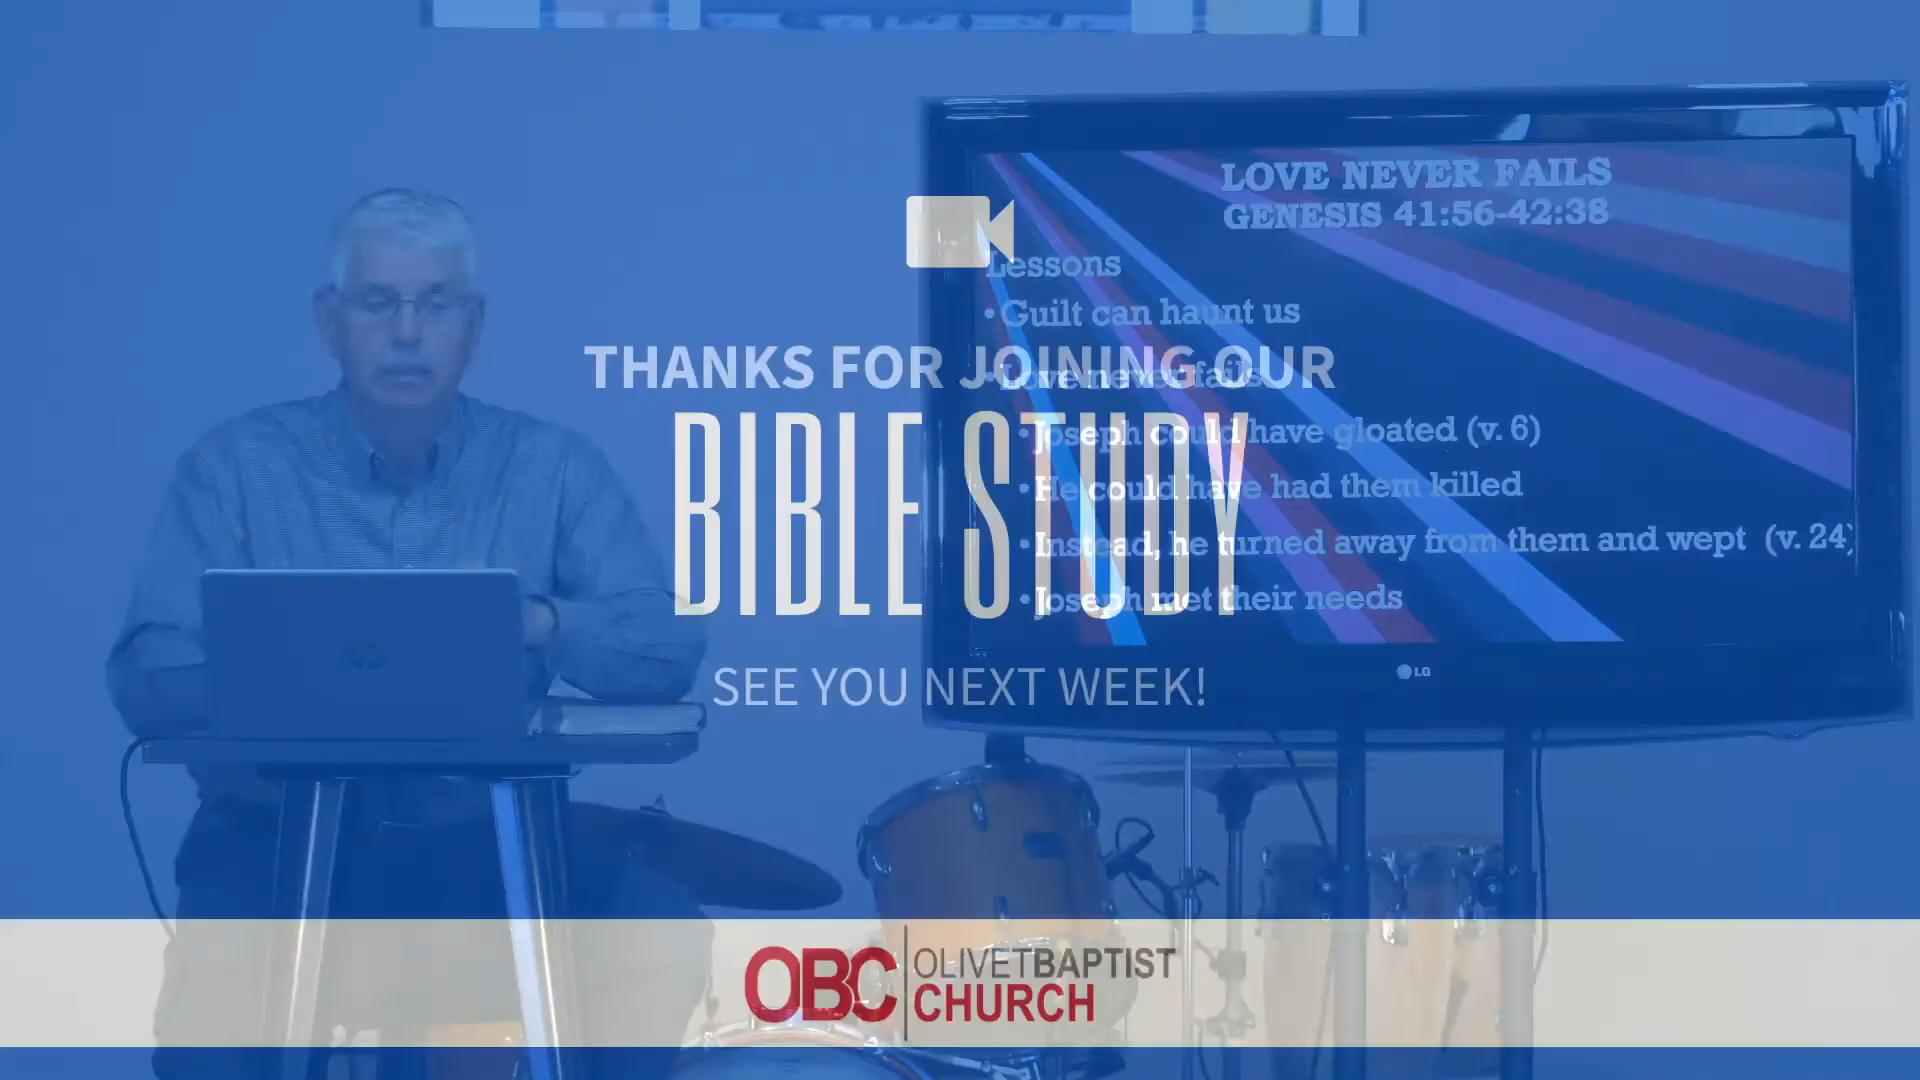 LOVE NEVER FAILS
GENESIS 41:56-42:38
Lessons
•Guilt can haunt us
•Love never fails
•Joseph could have gloated (v. 6)
•He could have had them killed
•Instead, he turned away from them and wept (v. 24)
•Joseph met their needs
LG
THANKS FOR JOINING OUR
BIBLE STUDY
SEE YOU NEXT WEEK!
OBC
OLIVETBAPTIST
CHURCH